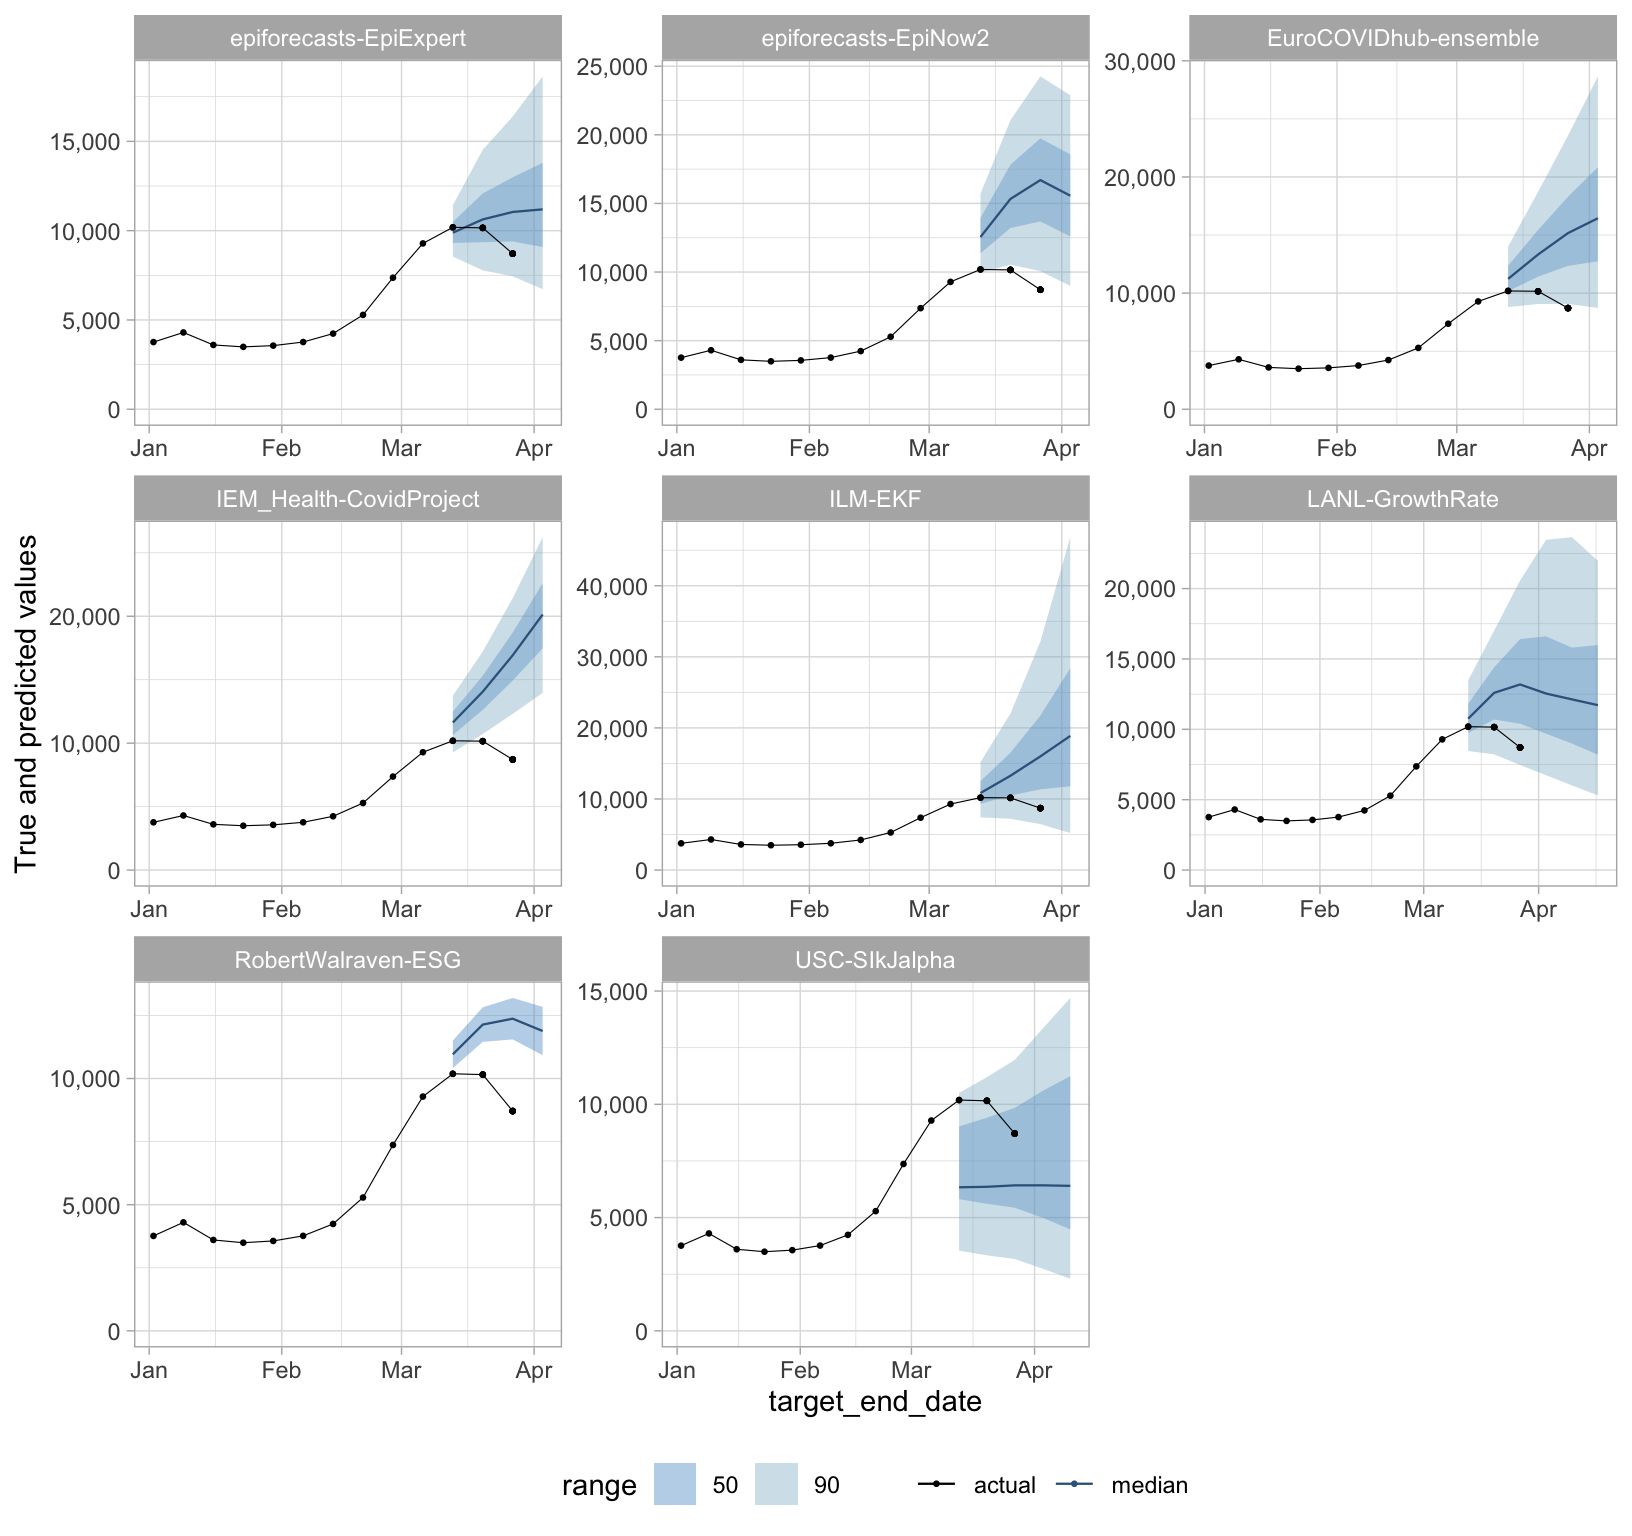 epiforecasts-EpiExpert
epiforecasts-EpiNow2
EuroCOVIDhub-ensemble
15,000
10,000
5,000
0
Jan Feb Mar Apr
25,000
20,000
15,000
10,000
5,000
0
Jan Feb Mar Apr
30,000
20,000
10,000
0
Jan Feb Mar Apr
IEM_Health-CovidProject
ILM-EKF
LANL-GrowthRate
True and predicted values
20,000
10,000
0
Jan Feb Mar Apr
40,000
30,000
20,000
10,000
0
Jan Feb Mar Apr
20,000
15,000
10,000
5,000
0
Jan Feb Mar Apr
RobertWalraven-ESG
USC-SIkJalpha
10,000
5,000
0
Jan Feb Mar Apr
15,000
10,000
5,000
0
Jan Feb Mar Apr
target_end_date
range 50 90 actual median